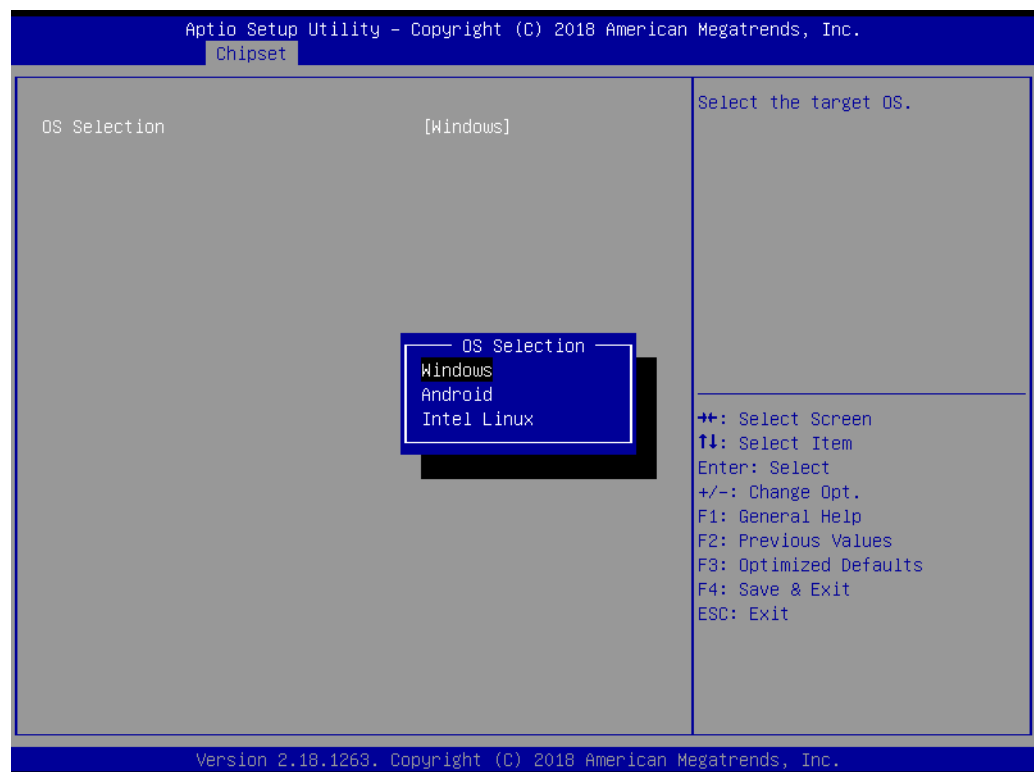 Aptio Setup Utility – Copyright (C) 2018 American Megatrends, Inc.
Chipset
OS Selection [Windows]
Select the target OS.
OS Selection
Windows
Android
Intel Linux
→←: Select Screen
↑↓: Select Item
Enter: Select
+/-: Change Opt.
F1: General Help
F2: Previous Values
F3: Optimized Defaults
F4: Save & Exit
ESC: Exit
Version 2.18.1263. Copyright (C) 2018 American Megatrends, Inc.